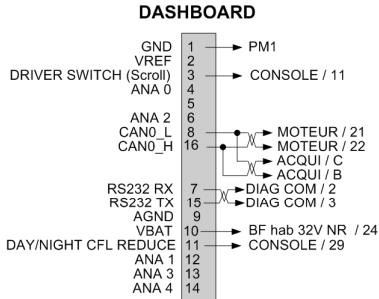 DASHBOARD
GND 1 PM1
VREF 2
DRIVER SWITCH (Scroll) 3 CONSOLE / 11
ANA 0 4
5
ANA 2 6
CAN0_L 8 MOTEUR / 21
CAN0_H 16 MOTEUR / 22
ACQUI / C
ACQUI / B
RS232 RX 7 DIAG COM / 2
RS232 TX 15 DIAG COM / 3
AGND 9
VBAT 10 BF hab 32V NR / 24
DAY/NIGHT CFL REDUCE 11 CONSOLE / 29
ANA 1 12
ANA 3 13
ANA 4 14